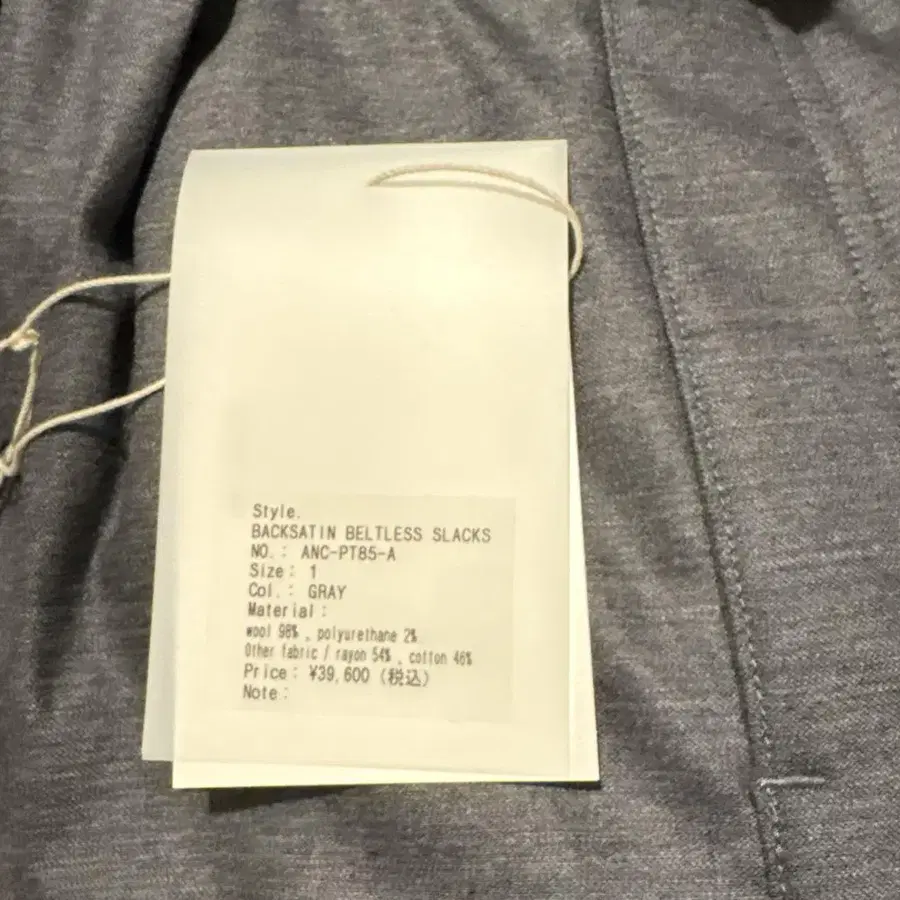 Style.
BACKSATIN BELTLESS SLACKS
NO.: ANC-PT85-A
Size: 1
Col.: GRAY
Material:
wool 98% , polyurethane 2%
Other fabric / rayon 54% , cotton 46%
Price: ¥39,600 (税込)
Note: